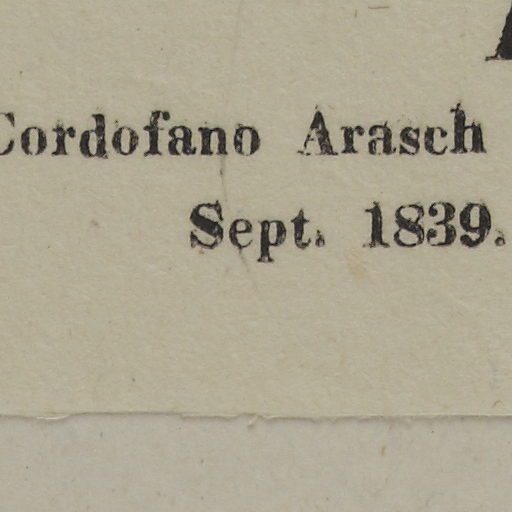 Cordofano Arasch
Sept. 1839.